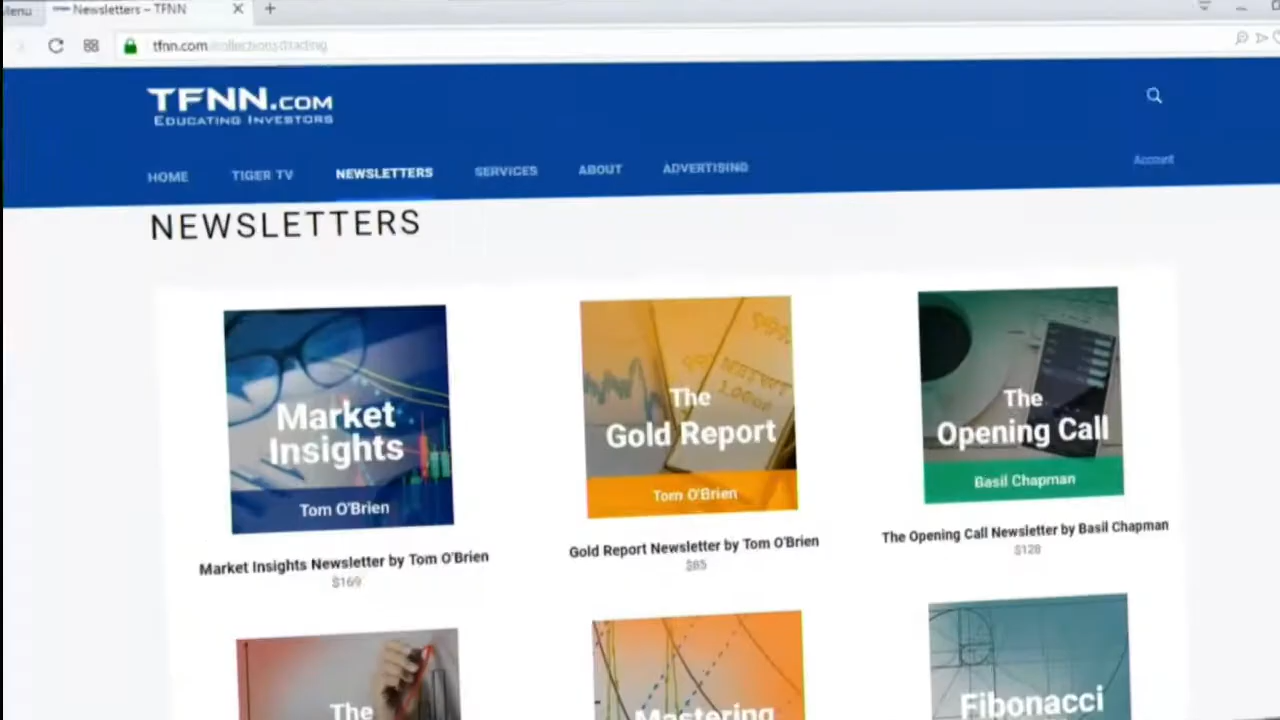 Newsletters – TFNN
tfnn.com
TFNN.COM
EDUCATING INVESTORS
HOME TIGER TV NEWSLETTERS SERVICES ABOUT ADVERTISING
Account
NEWSLETTERS
Market
Insights
Tom O'Brien
Market Insights Newsletter by Tom O'Brien
$169
The
Gold Report
Tom O'Brien
Gold Report Newsletter by Tom O'Brien
The
Opening Call
Basil Chapman
The Opening Call Newsletter by Basil Chapman
$128
The
Mastering
Fibonacci